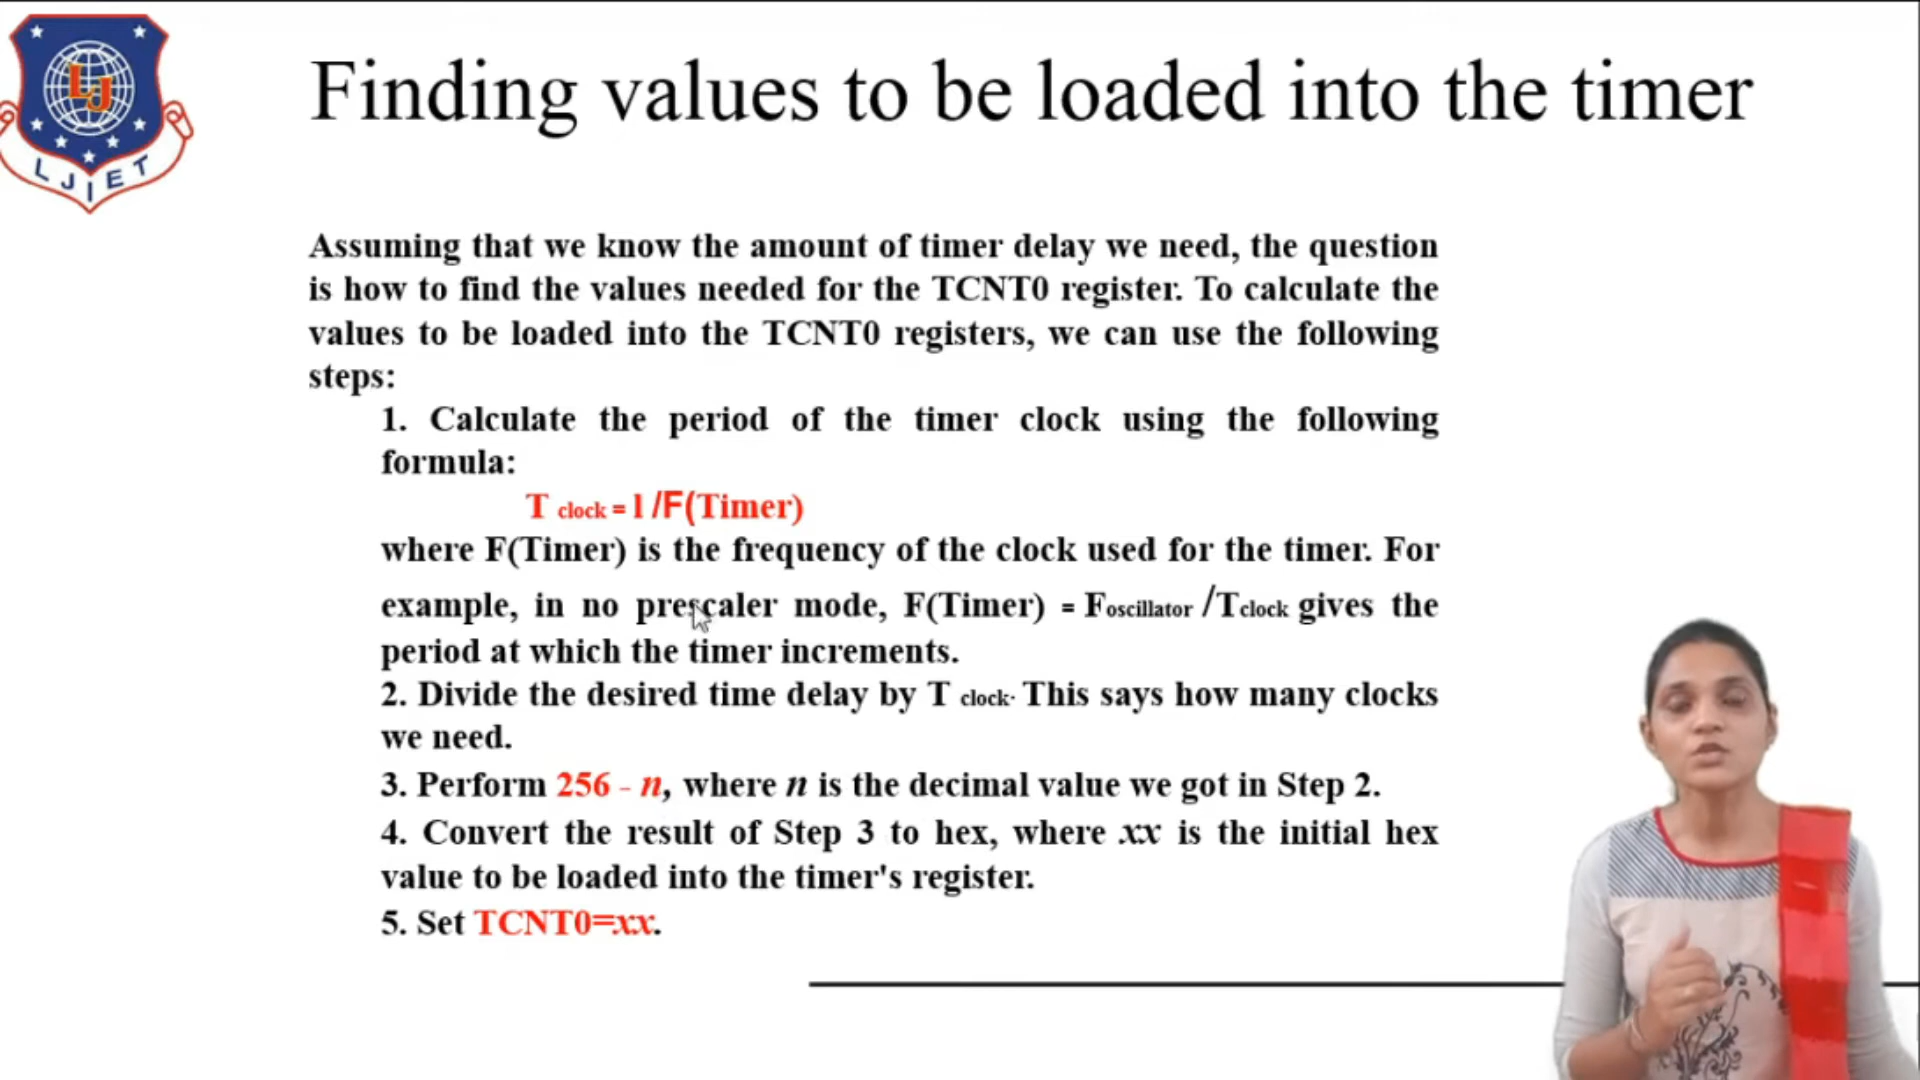 LJ
LJIET
Finding values to be loaded into the timer
Assuming that we know the amount of timer delay we need, the question
is how to find the values needed for the TCNT0 register. To calculate the
values to be loaded into the TCNT0 registers, we can use the following
steps:
1. Calculate the period of the timer clock using the following
formula:
T clock = 1 /F(Timer)
where F(Timer) is the frequency of the clock used for the timer. For
example, in no prescaler mode, F(Timer) = Foscillator /Tclock gives the
period at which the timer increments.
2. Divide the desired time delay by T clock. This says how many clocks
we need.
3. Perform 256 - n, where n is the decimal value we got in Step 2.
4. Convert the result of Step 3 to hex, where xx is the initial hex
value to be loaded into the timer's register.
5. Set TCNT0=xx.